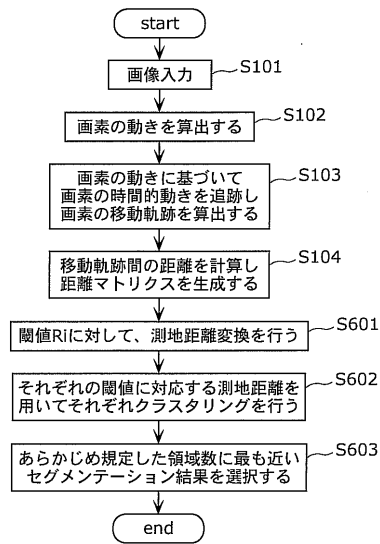 start
画像入力
S101
画素の動きを算出する
S102
画素の動きに基づいて
画素の時間的動きを追跡し
画素の移動軌跡を算出する
S103
移動軌跡間の距離を計算し
距離マトリクスを生成する
S104
閾値Riに対して、測地距離変換を行う
S601
それぞれの閾値に対応する測地距離を
用いてそれぞれクラスタリングを行う
S602
あらかじめ規定した領域数に最も近い
セグメンテーション結果を選択する
S603
end